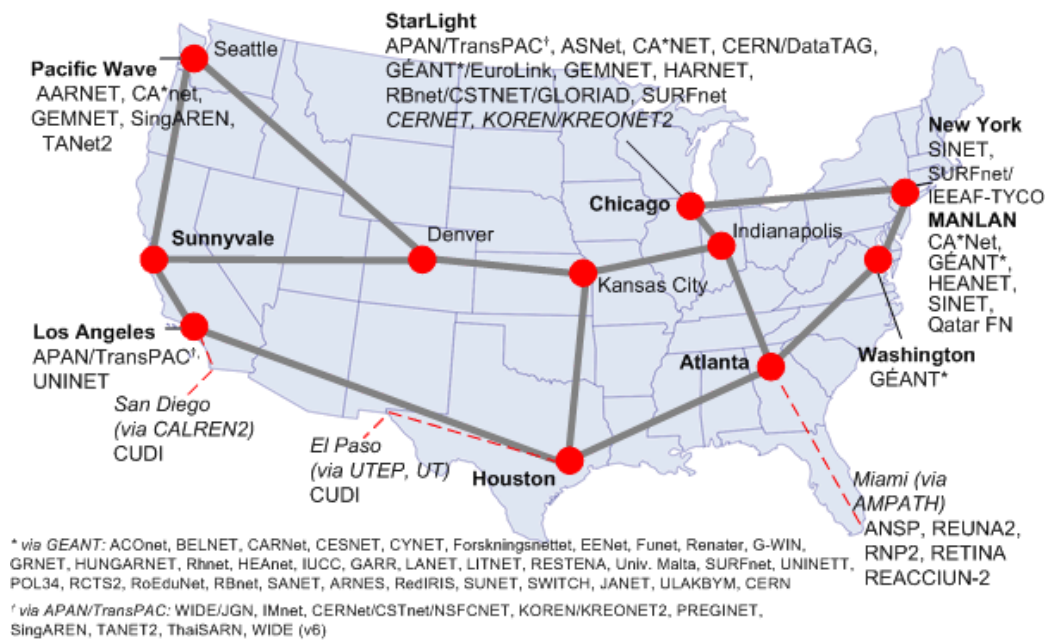 Seattle
Pacific Wave
AARNET, CA*net,
GEMNET, SingAREN,
TANet2
StarLight
APAN/TransPAC†, ASNet, CA*NET, CERN/DataTAG,
GÉANT*/EuroLink, GEMNET, HARNET,
RBnet/CSTNET/GLORIAD, SURFnet
CERNET, KOREN/KREONET2
New York
SINET,
SURFnet/
IEEAF-TYCO
MANLAN
CA*Net,
GÉANT*,
HEANET,
SINET,
Qatar FN
Chicago
Indianapolis
Sunnyvale
Denver
Kansas City
Los Angeles
APAN/TransPAC†,
UNINET
San Diego
(via CALREN2)
CUDI
El Paso
(via UTEP, UT)
CUDI
Houston
Atlanta
Washington
GÉANT*
Miami (via
AMPATH)
ANSP, REUNA2,
RNP2, RETINA
REACCIUN-2
* via GEANT: ACOnet, BELNET, CARNet, CESNET, CYNET, Forskningsnettet, EENet, Funet, Renater, G-WIN,
GRNET, HUNGARNET, Rhnet, HEAnet, IUCC, GARR, LANET, LITNET, RESTENA, Univ. Malta, SURFnet, UNINETT,
POL34, RCTS2, RoEduNet, RBnet, SANET, ARNES, RedIRIS, SUNET, SWITCH, JANET, ULAKBYM, CERN
† via APAN/TransPAC: WIDE/JGN, IMnet, CERNet/CSTnet/NSFCNET, KOREN/KREONET2, PREGINET,
SingAREN, TANET2, ThaiSARN, WIDE (v6)